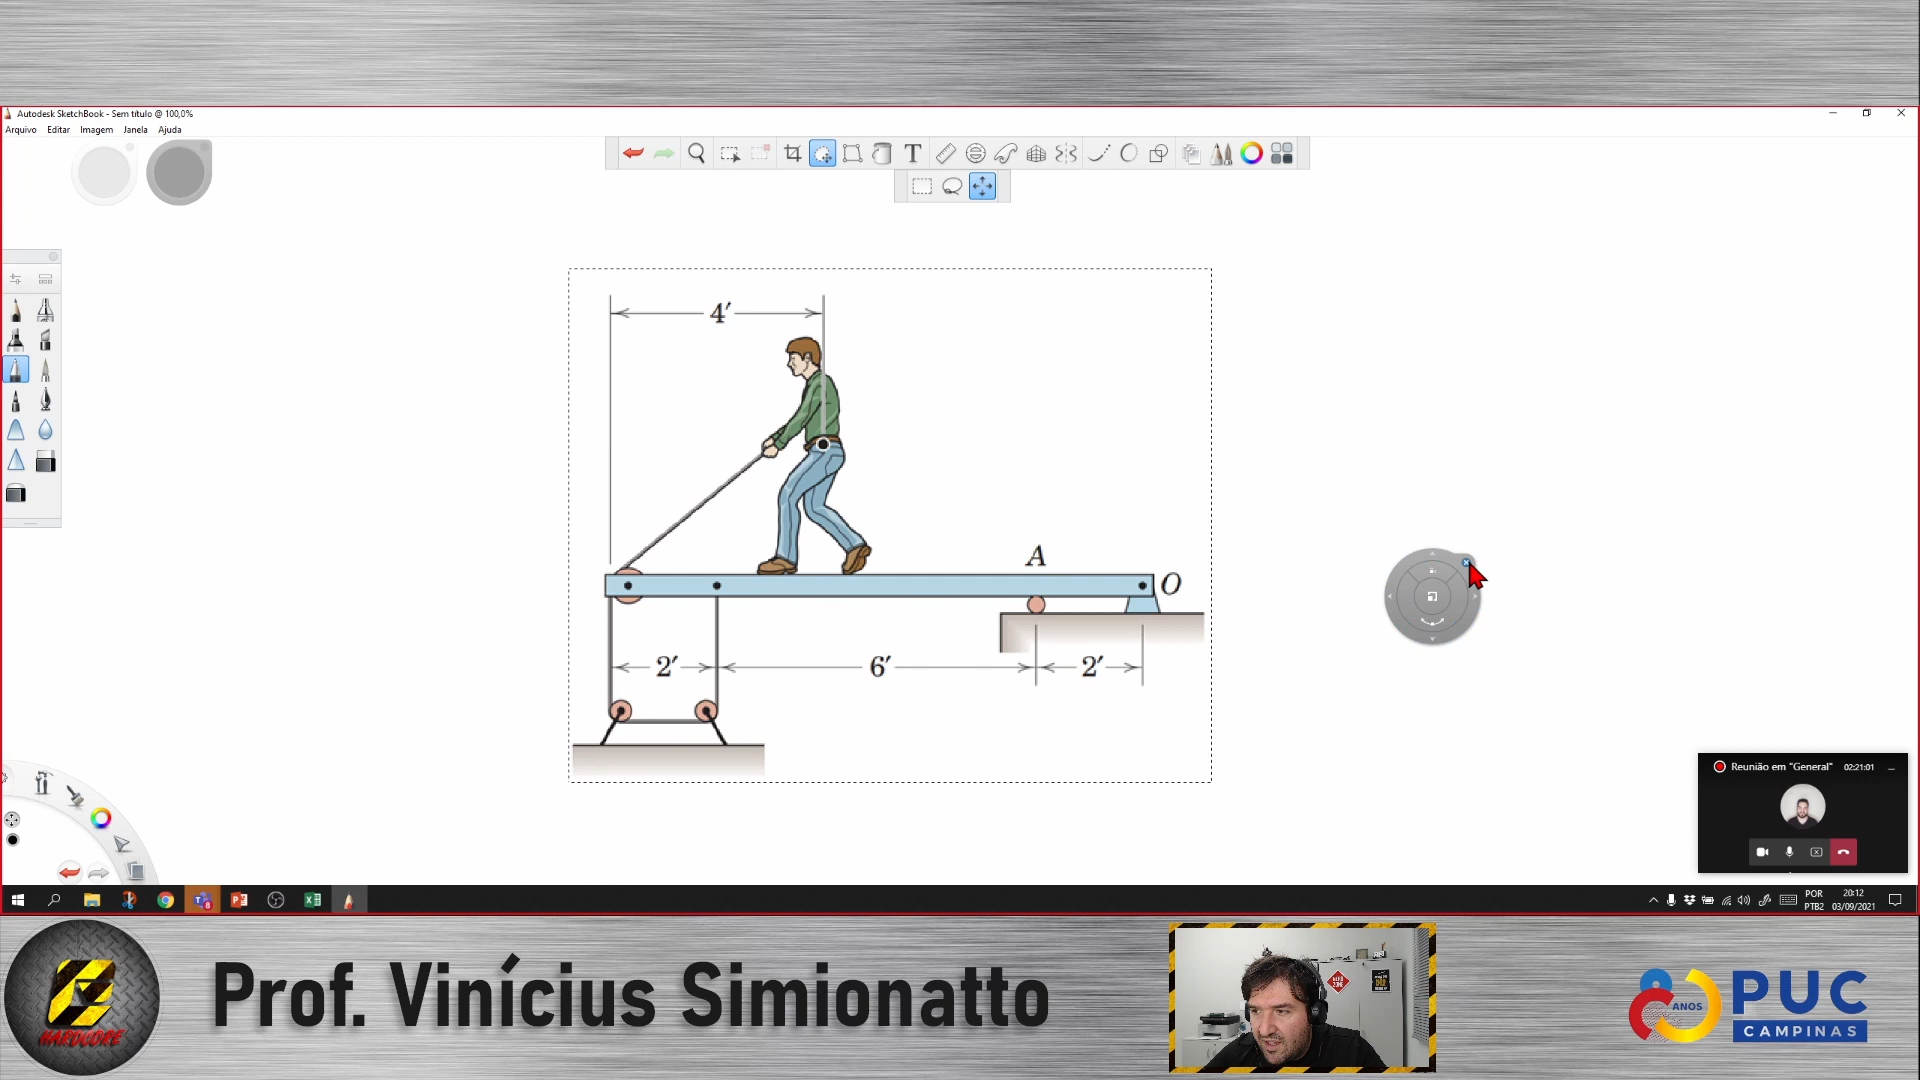 Autodesk SketchBook - Sem título @ 100,0%
Arquivo Editar Imagem Janela Ajuda
T
4′
A
O
2′
6′
2′
Reunião em "General" 02:21:01
POR
PTB2
20:12
03/09/2021
HARDCORE
Prof. Vinícius Simionatto
ANOS
PUC
CAMPINAS